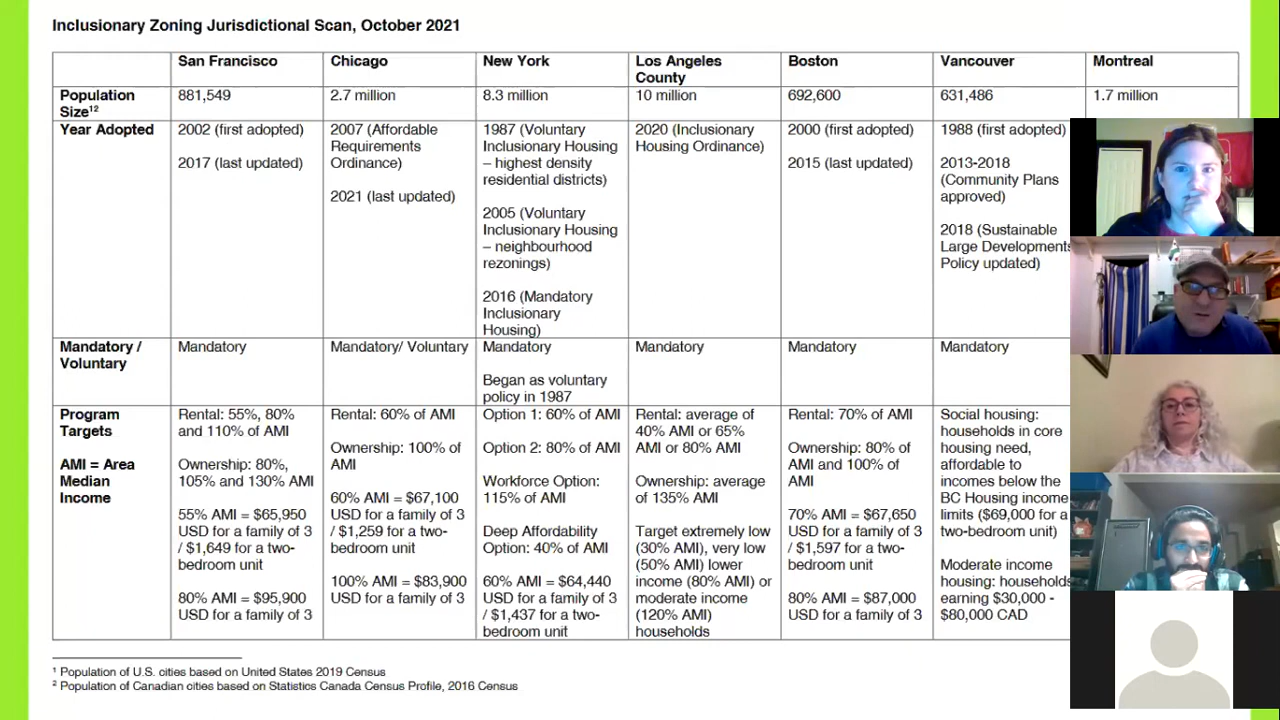 Inclusionary Zoning Jurisdictional Scan, October 2021
San Francisco
Chicago
New York
Los Angeles
County
Boston
Vancouver
Montreal
Population
Size12
881,549
2.7 million
8.3 million
10 million
692,600
631,486
1.7 million
Year Adopted
2002 (first adopted)
2017 (last updated)
2007 (Affordable
Requirements
Ordinance)
2021 (last updated)
1987 (Voluntary
Inclusionary Housing
– highest density
residential districts)
2005 (Voluntary
Inclusionary Housing
– neighbourhood
rezonings)
2016 (Mandatory
Inclusionary
Housing)
2020 (Inclusionary
Housing Ordinance)
2000 (first adopted)
2015 (last updated)
1988 (first adopted)
2013-2018
(Community Plans
approved)
2018 (Sustainable
Large Developments
Policy updated)
Mandatory /
Voluntary
Mandatory
Mandatory/ Voluntary
Mandatory
Began as voluntary
policy in 1987
Mandatory
Mandatory
Mandatory
Program
Targets
AMI = Area
Median
Income
Rental: 55%, 80%
and 110% of AMI
Ownership: 80%,
105% and 130% AMI
55% AMI = $65,950
USD for a family of 3
/ $1,649 for a two-
bedroom unit
80% AMI = $95,900
USD for a family of 3
Rental: 60% of AMI
Ownership: 100% of
AMI
60% AMI = $67,100
USD for a family of 3
/ $1,259 for a two-
bedroom unit
100% AMI = $83,900
USD for a family of 3
Option 1: 60% of AMI
Option 2: 80% of AMI
Workforce Option:
115% of AMI
Deep Affordability
Option: 40% of AMI
60% AMI = $64,440
USD for a family of 3
/ $1,437 for a two-
bedroom unit
Rental: average of
40% AMI or 65%
AMI or 80% AMI
Ownership: average
of 135% AMI
Target extremely low
(30% AMI), very low
(50% AMI) lower
income (80% AMI) or
moderate income
(120% AMI)
households
Rental: 70% of AMI
Ownership: 80% of
AMI and 100% of
AMI
70% AMI = $67,650
USD for a family of 3
/ $1,597 for a two-
bedroom unit
80% AMI = $87,000
USD for a family of 3
Social housing:
households in core
housing need,
affordable to
incomes below the
BC Housing income
limits ($69,000 for a
two-bedroom unit)
Moderate income
housing: households
earning $30,000 -
$80,000 CAD
1 Population of U.S. cities based on United States 2019 Census
2 Population of Canadian cities based on Statistics Canada Census Profile, 2016 Census